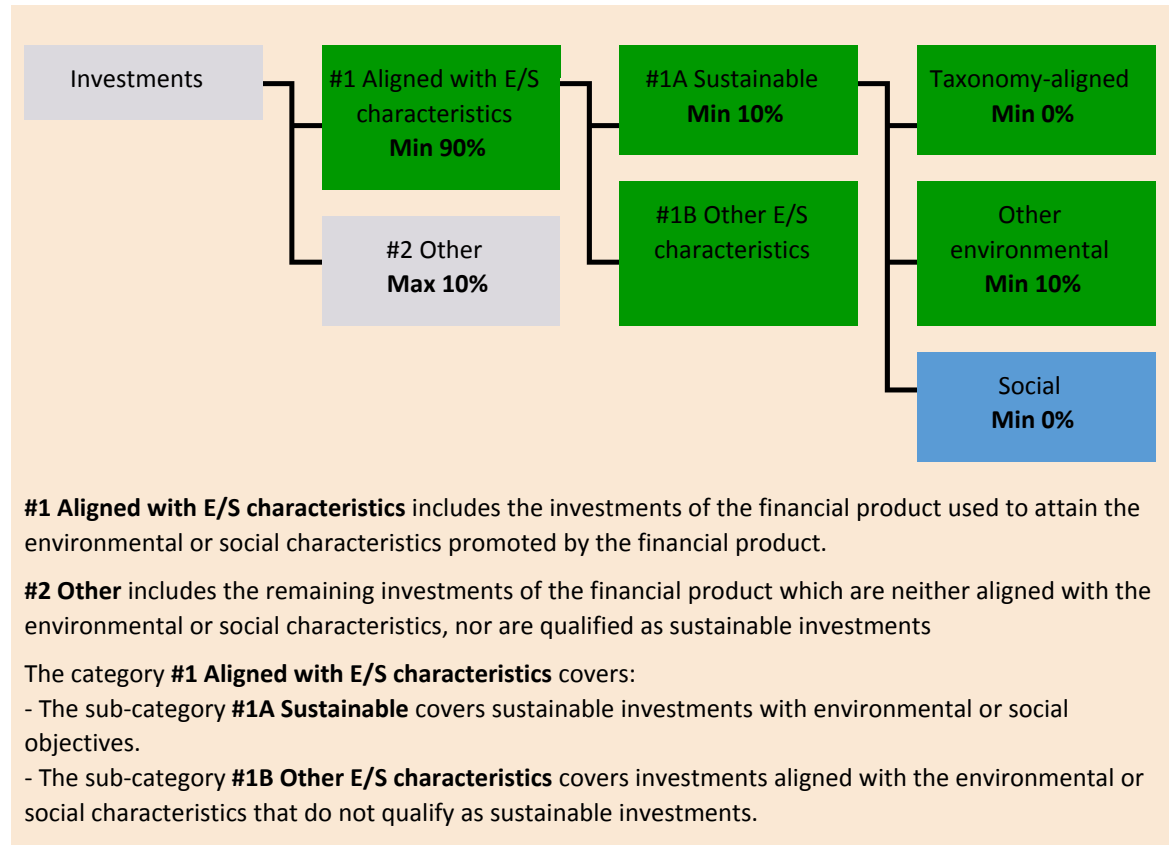 Investments
#1 Aligned with E/S
characteristics
Min 90%
#2 Other
Max 10%
#1A Sustainable
Min 10%
#1B Other E/S
characteristics
Taxonomy-aligned
Min 0%
Other
environmental
Min 10%
Social
Min 0%
#1 Aligned with E/S characteristics includes the investments of the financial product used to attain the
environmental or social characteristics promoted by the financial product.
#2 Other includes the remaining investments of the financial product which are neither aligned with the
environmental or social characteristics, nor are qualified as sustainable investments
The category #1 Aligned with E/S characteristics covers:
- The sub-category #1A Sustainable covers sustainable investments with environmental or social
objectives.
- The sub-category #1B Other E/S characteristics covers investments aligned with the environmental or
social characteristics that do not qualify as sustainable investments.